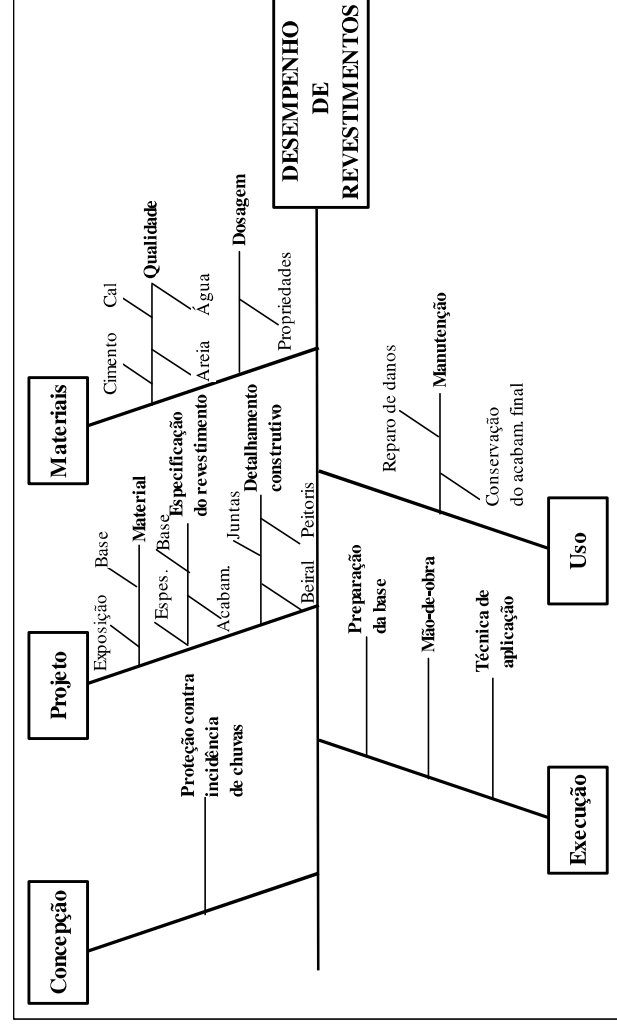 Concepção
Projeto
Materiais
Proteção contra
incidência
de chuvas
Exposição
Base
Material
Espes.
Base
Especificação
do revestimento
Acabam.
Juntas
Detalhamento
construtivo
Beiral
Peitoris
Cimento
Cal
Qualidade
Areia
Água
Dosagem
Propriedades
DESEMPENHO
DE
REVESTIMENTOS
Preparação
da base
Mão-de-obra
Técnica de
aplicação
Execução
Reparo de danos
Manutenção
Conservação
do acabam. final
Uso